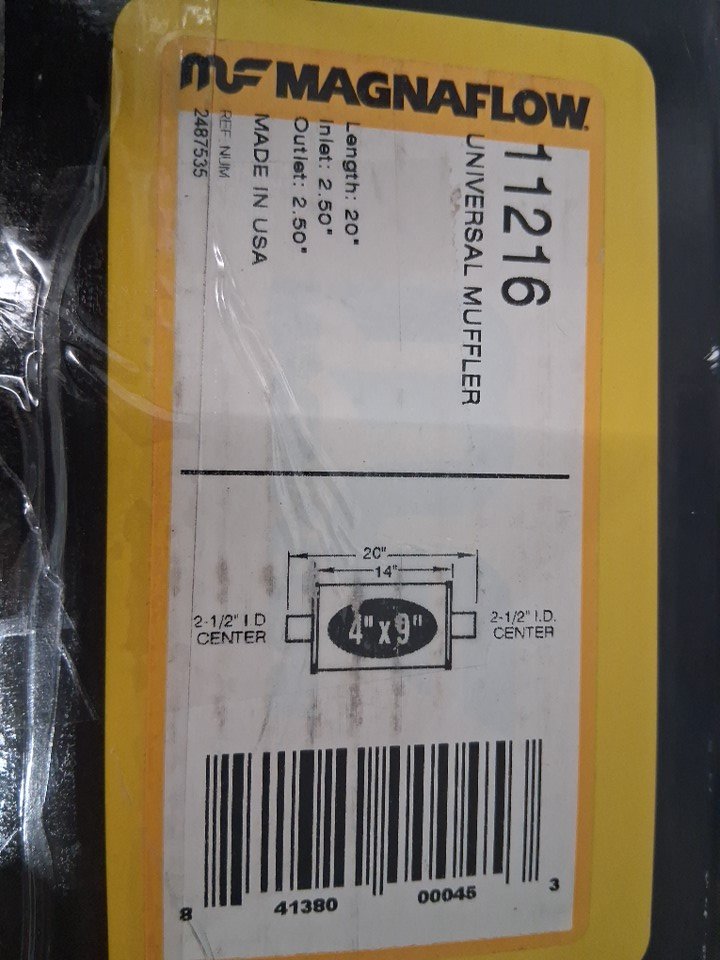 MF MAGNAFLOW
11216
UNIVERSAL MUFFLER
Length: 20"
Inlet: 2.50"
Outlet: 2.50"
MADE IN USA
REF. NUM
2487535
20"
14"
2-1/2" I.D
CENTER
4" x 9"
2-1/2" I.D.
CENTER
8 41380 00045 3